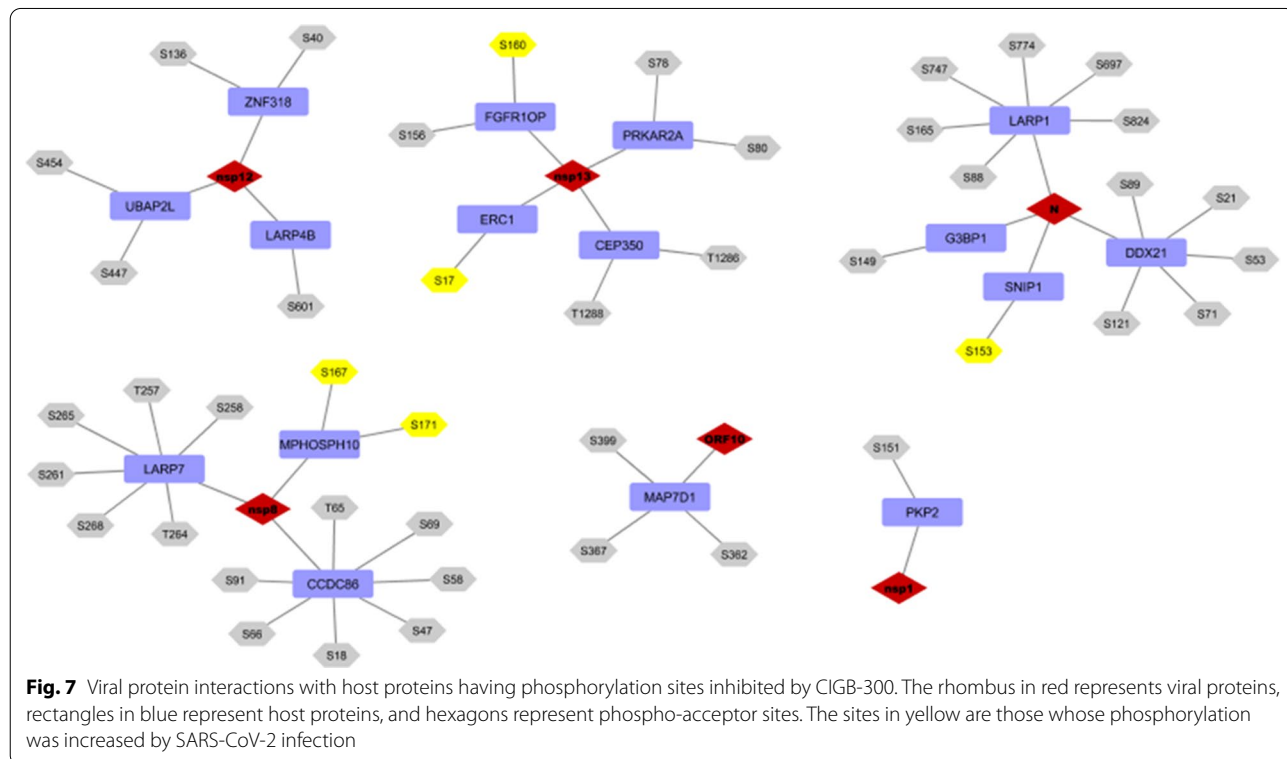 S136
S40
ZNF318
S454
nsp12
UBAP2L
LARP4B
S447
S601
S160
S78
FGFR1OP
PRKAR2A
S156
S80
nsp13
ERC1
CEP350
T1286
S17
T1288
S774
S747
S697
LARP1
S165
S824
S88
S89
S21
N
G3BP1
DDX21
S149
S53
SNIP1
S121
S71
S153
S167
T257
S258
S265
S171
MPHOSPH10
LARP7
S261
nsp8
S268
T264
T65
S69
S91
CCDC86
S58
S66
S47
S18
S399
ORF10
MAP7D1
S367
S362
S151
PKP2
nsp1
Fig. 7 Viral protein interactions with host proteins having phosphorylation sites inhibited by CIGB-300. The rhombus in red represents viral proteins,
rectangles in blue represent host proteins, and hexagons represent phospho-acceptor sites. The sites in yellow are those whose phosphorylation
was increased by SARS-CoV-2 infection